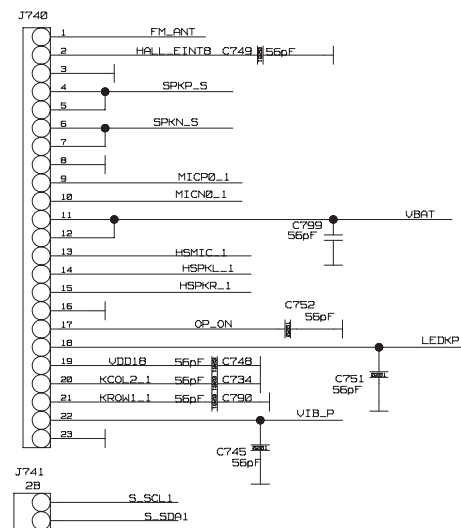 J740
1 FM_ANT
2 HALL_EINT8 C749 56pF
3
4 SPKP_S
5
6 SPKN_S
7
8
9 MICP0_1
10 MICN0_1
11 VBAT
12 C799
56pF
13 HSMIC_1
14 HSPKL_1
15 HSPKR_1
16
C752
56pF
17 OP_ON
18 LEDKP
19 VDD18 56pF C748
20 KCOL2_1 56pF C734
C751
56pF
21 KROW1_1 56pF C790
22 VIB_P
23
C745
56pF
J741
2B
S_SCL1
S_SDA1